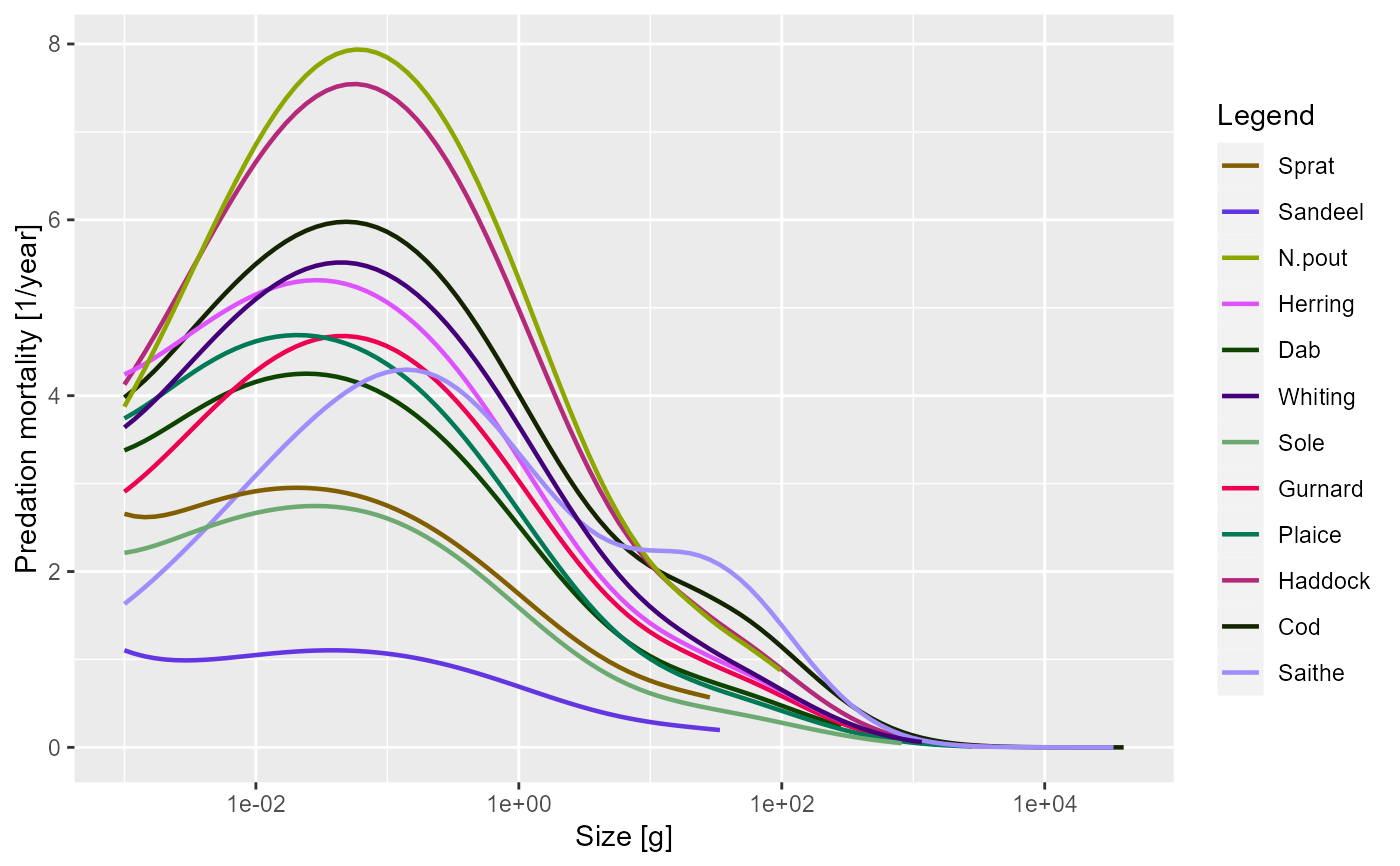 8
6
4
2
0
Predation mortality [1/year]
1e-02
1e+00
1e+02
1e+04
Size [g]
Legend
Sprat
Sandeel
N.pout
Herring
Dab
Whiting
Sole
Gurnard
Plaice
Haddock
Cod
Saithe